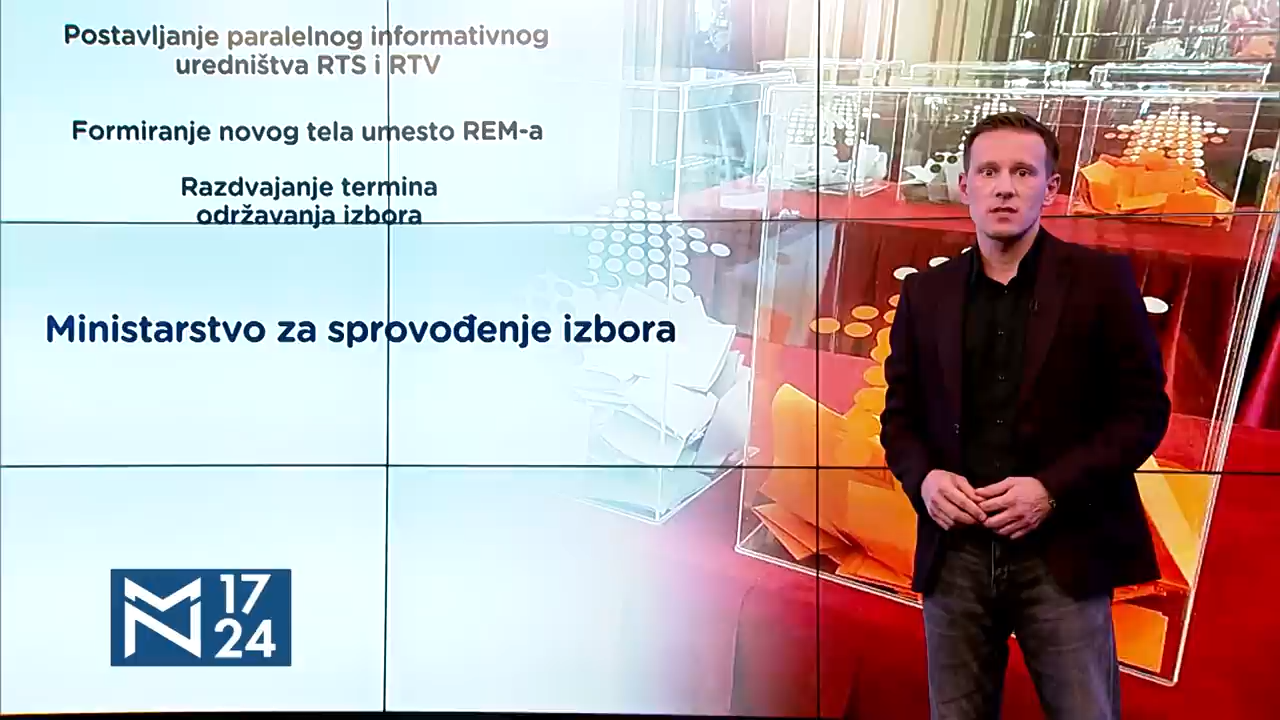 Postavljanje paralelnog informativnog
uredništva RTS i RTV
Formiranje novog tela umesto REM-a
Razdvajanje termina
održavanja izbora
Ministarstvo za sprovođenje izbora
17
24